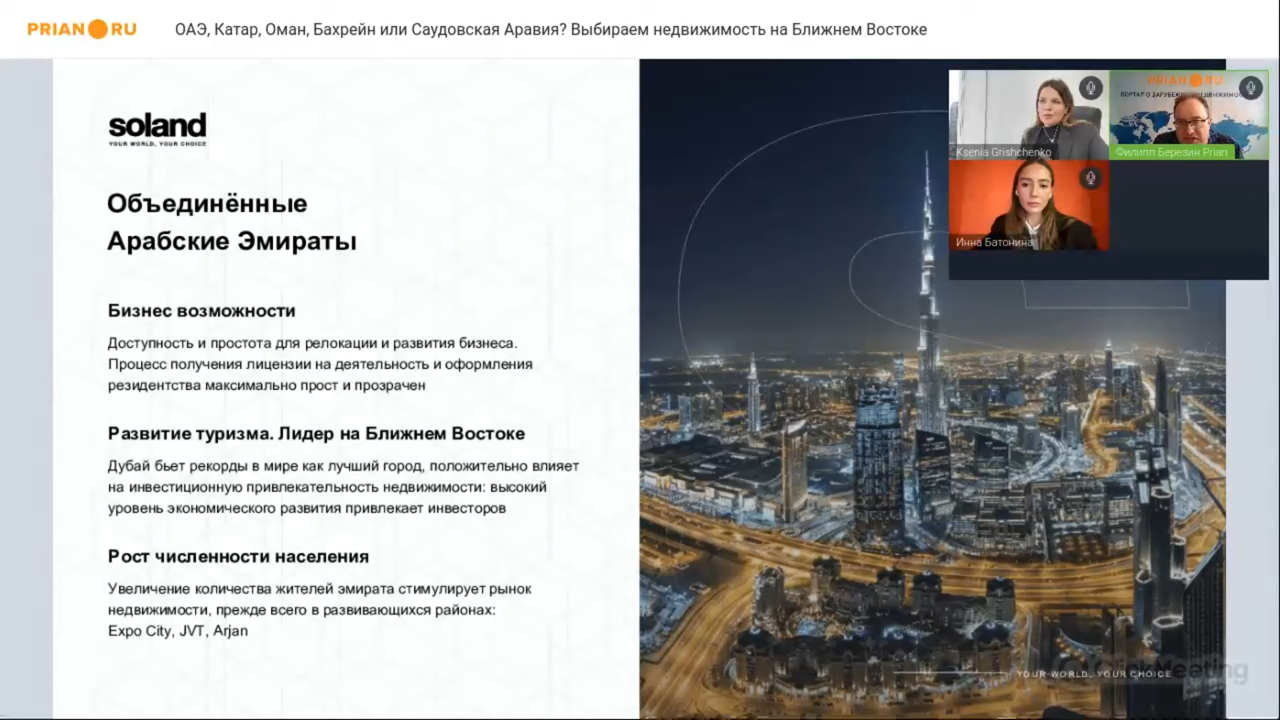 PRIAN RU
ОАЭ, Катар, Оман, Бахрейн или Саудовская Аравия? Выбираем недвижимость на Ближнем Востоке
soland
YOUR WORLD, YOUR CHOICE
Объединённые
Арабские Эмираты
Бизнес возможности
Доступность и простота для релокации и развития бизнеса.
Процесс получения лицензии на деятельность и оформления
резидентства максимально прост и прозрачен
Развитие туризма. Лидер на Ближнем Востоке
Дубай бьет рекорды в мире как лучший город, положительно влияет
на инвестиционную привлекательность недвижимости: высокий
уровень экономического развития привлекает инвесторов
Рост численности населения
Увеличение количества жителей эмирата стимулирует рынок
недвижимости, прежде всего в развивающихся районах:
Expo City, JVT, Arjan
Ksenia Grishchenko
PRIAN RU
Филипп Березин Prian
Инна Батонина
YOUR WORLD, YOUR CHOICE
ClickMeeting